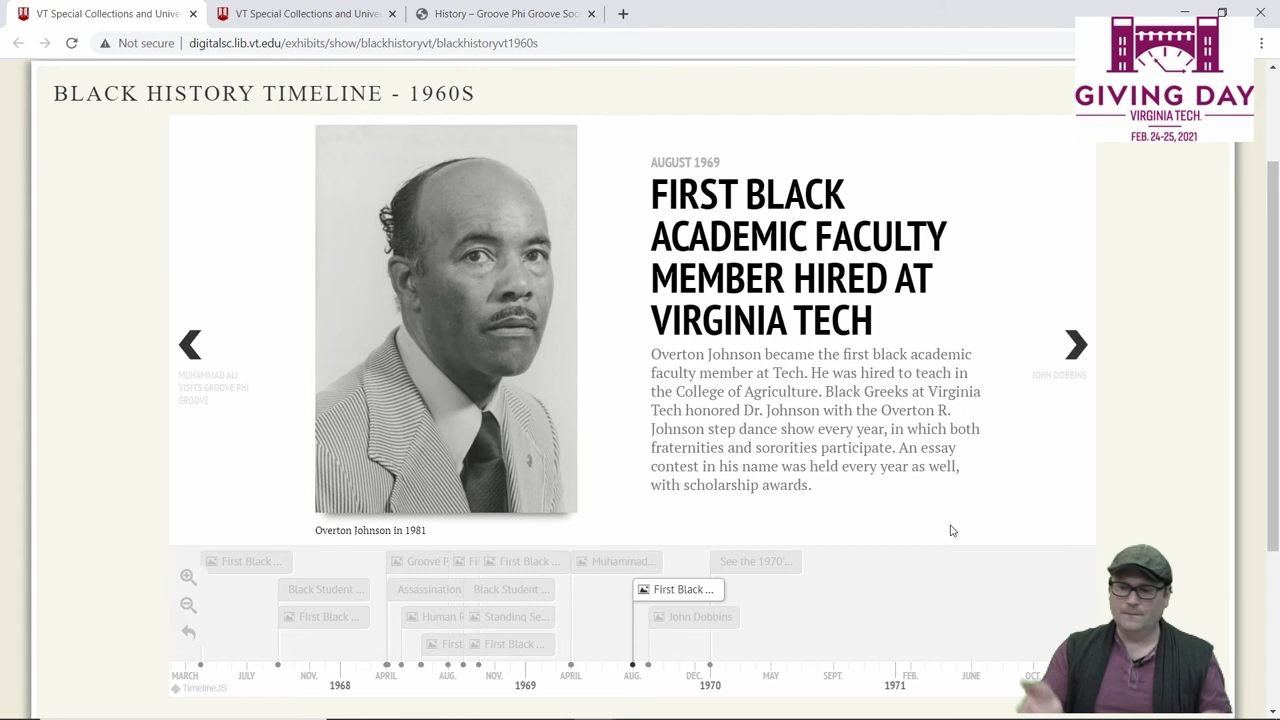 VT Special Collections and Unive
VT Special Collections and Unive
History – Groove Phi Groove Soc
Not secure
digitalsc.lib.vt.edu/exhibits/show/blackhistoryvt/blackhistoryvt1960s
GIVING DAY
VIRGINIA TECH.
FEB. 24-25, 2021
BLACK HISTORY TIMELINE - 1960S
AUGUST 1969
FIRST BLACK
ACADEMIC FACULTY
MEMBER HIRED AT
VIRGINIA TECH
Overton Johnson became the first black academic
faculty member at Tech. He was hired to teach in
the College of Agriculture. Black Greeks at Virginia
Tech honored Dr. Johnson with the Overton R.
Johnson step dance show every year, in which both
fraternities and sororities participate. An essay
contest in his name was held every year as well,
with scholarship awards.
MUHAMMAD ALI
VISITS GROOVE PHI
GROOVE
JOHN DOBBINS
Overton Johnson in 1981
First Black ...
Groove P
Fi
First Black ...
Muhammad...
See the 1970'...
Black Student ...
Assassination
Black Student ...
First Black ...
First Black ...
Human R
Standing Se...
John Dobbins
First
First Black ...
MARCH
JULY
NOV.
APRIL
AUG.
NOV.
APRIL
AUG.
DEC.
MAY
SEPT.
FEB.
JUNE
OCT.
1968
1969
1970
1971
TimelineJS